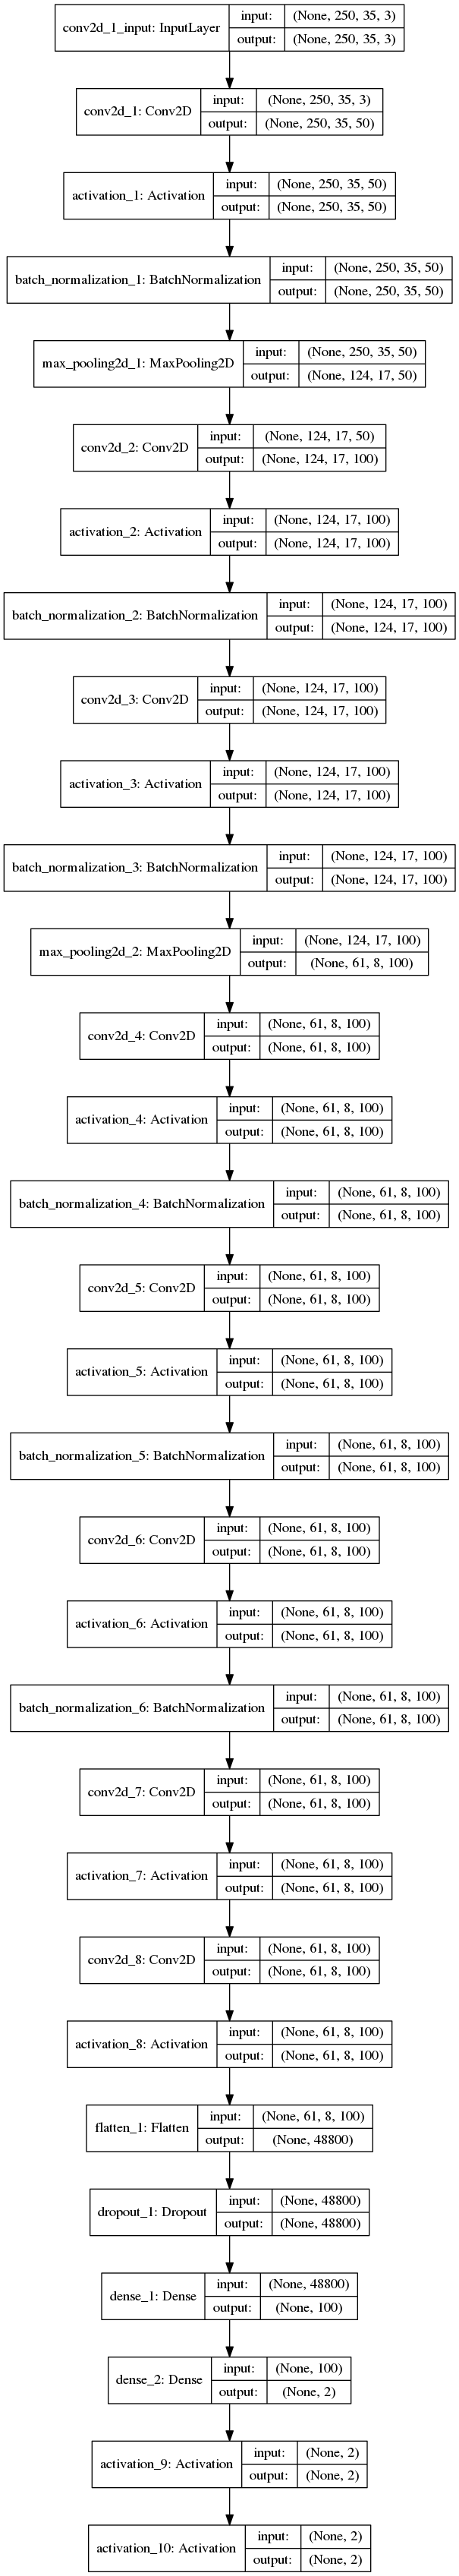 conv2d_1_input: InputLayer
input: (None, 250, 35, 3)
output: (None, 250, 35, 3)
conv2d_1: Conv2D
input: (None, 250, 35, 3)
output: (None, 250, 35, 50)
activation_1: Activation
input: (None, 250, 35, 50)
output: (None, 250, 35, 50)
batch_normalization_1: BatchNormalization
input: (None, 250, 35, 50)
output: (None, 250, 35, 50)
max_pooling2d_1: MaxPooling2D
input: (None, 250, 35, 50)
output: (None, 124, 17, 50)
conv2d_2: Conv2D
input: (None, 124, 17, 50)
output: (None, 124, 17, 100)
activation_2: Activation
input: (None, 124, 17, 100)
output: (None, 124, 17, 100)
batch_normalization_2: BatchNormalization
input: (None, 124, 17, 100)
output: (None, 124, 17, 100)
conv2d_3: Conv2D
input: (None, 124, 17, 100)
output: (None, 124, 17, 100)
activation_3: Activation
input: (None, 124, 17, 100)
output: (None, 124, 17, 100)
batch_normalization_3: BatchNormalization
input: (None, 124, 17, 100)
output: (None, 124, 17, 100)
max_pooling2d_2: MaxPooling2D
input: (None, 124, 17, 100)
output: (None, 61, 8, 100)
conv2d_4: Conv2D
input: (None, 61, 8, 100)
output: (None, 61, 8, 100)
activation_4: Activation
input: (None, 61, 8, 100)
output: (None, 61, 8, 100)
batch_normalization_4: BatchNormalization
input: (None, 61, 8, 100)
output: (None, 61, 8, 100)
conv2d_5: Conv2D
input: (None, 61, 8, 100)
output: (None, 61, 8, 100)
activation_5: Activation
input: (None, 61, 8, 100)
output: (None, 61, 8, 100)
batch_normalization_5: BatchNormalization
input: (None, 61, 8, 100)
output: (None, 61, 8, 100)
conv2d_6: Conv2D
input: (None, 61, 8, 100)
output: (None, 61, 8, 100)
activation_6: Activation
input: (None, 61, 8, 100)
output: (None, 61, 8, 100)
batch_normalization_6: BatchNormalization
input: (None, 61, 8, 100)
output: (None, 61, 8, 100)
conv2d_7: Conv2D
input: (None, 61, 8, 100)
output: (None, 61, 8, 100)
activation_7: Activation
input: (None, 61, 8, 100)
output: (None, 61, 8, 100)
conv2d_8: Conv2D
input: (None, 61, 8, 100)
output: (None, 61, 8, 100)
activation_8: Activation
input: (None, 61, 8, 100)
output: (None, 61, 8, 100)
flatten_1: Flatten
input: (None, 61, 8, 100)
output: (None, 48800)
dropout_1: Dropout
input: (None, 48800)
output: (None, 48800)
dense_1: Dense
input: (None, 48800)
output: (None, 100)
dense_2: Dense
input: (None, 100)
output: (None, 2)
activation_9: Activation
input: (None, 2)
output: (None, 2)
activation_10: Activation
input: (None, 2)
output: (None, 2)